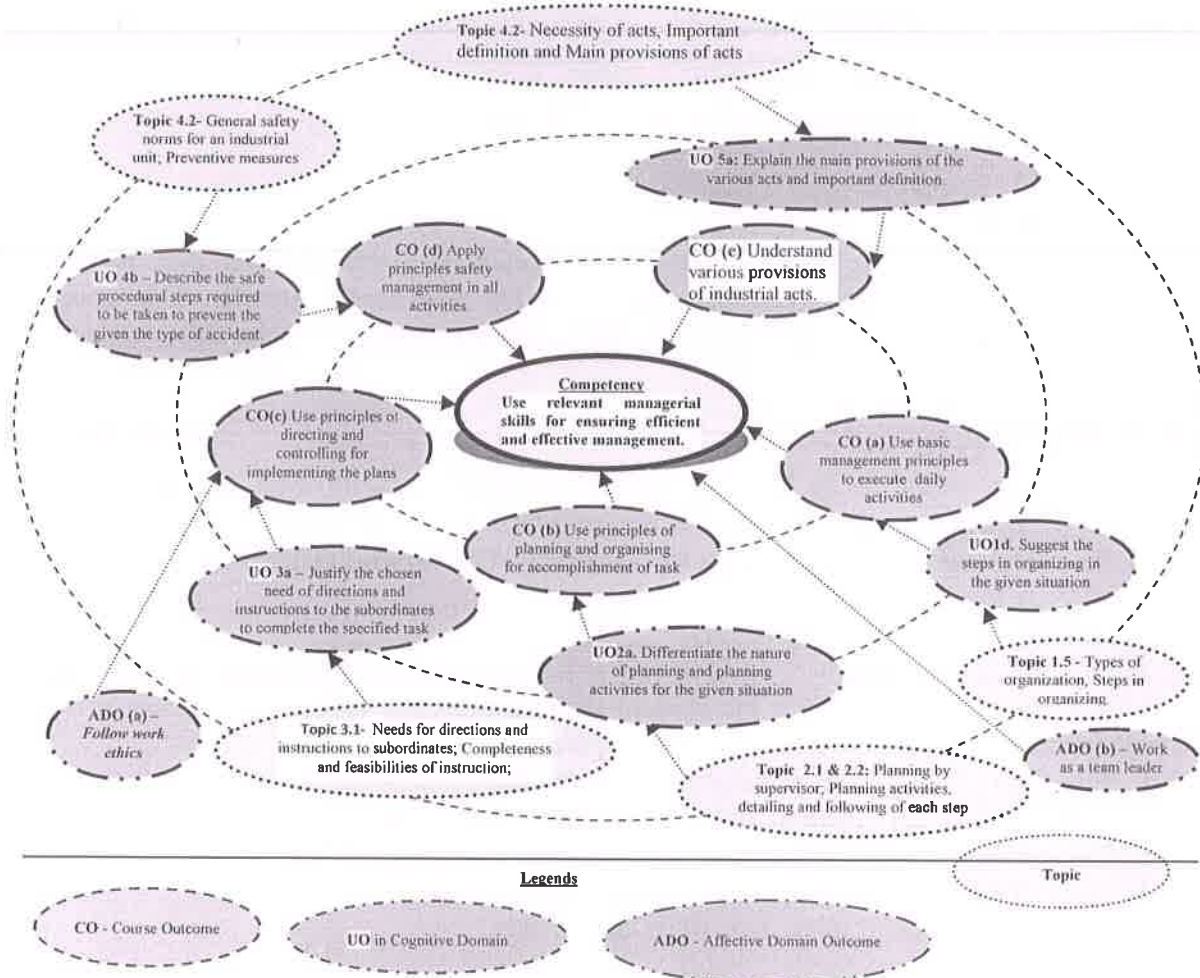 Topic 4.2- Necessity of acts, Important
definition and Main provisions of acts
Topic 4.2- General safety
norms for an industrial
unit; Preventive measures
UO 5a: Explain the main provisions of the
various acts and important definition.
CO (d) Apply
principles safety
management in all
activities.
CO (e) Understand
various provisions
of industrial acts.
UO 4b – Describe the safe
procedural steps required
to be taken to prevent the
given the type of accident.
Competency
Use relevant managerial
skills for ensuring efficient
and effective management.
CO(c) Use principles of
directing and
controlling for
implementing the plans
CO (a) Use basic
management principles
to execute daily
activities
CO (b) Use principles of
planning and organising
for accomplishment of task
UO1d. Suggest the
steps in organizing in
the given situation
UO 3a – Justify the chosen
need of directions and
instructions to the subordinates
to complete the specified task
UO2a. Differentiate the nature
of planning and planning
activities for the given situation
Topic 1.5 - Types of
organization, Steps in
organizing.
ADO (a) –
Follow work
ethics
Topic 3.1- Needs for directions and
instructions to subordinates; Completeness
and feasibilities of instruction;
ADO (b) – Work
as a team leader
Topic 2.1 & 2.2: Planning by
supervisor; Planning activities,
detailing and following of each step
Legends
Topic
CO - Course Outcome
UO in Cognitive Domain
ADO - Affective Domain Outcome